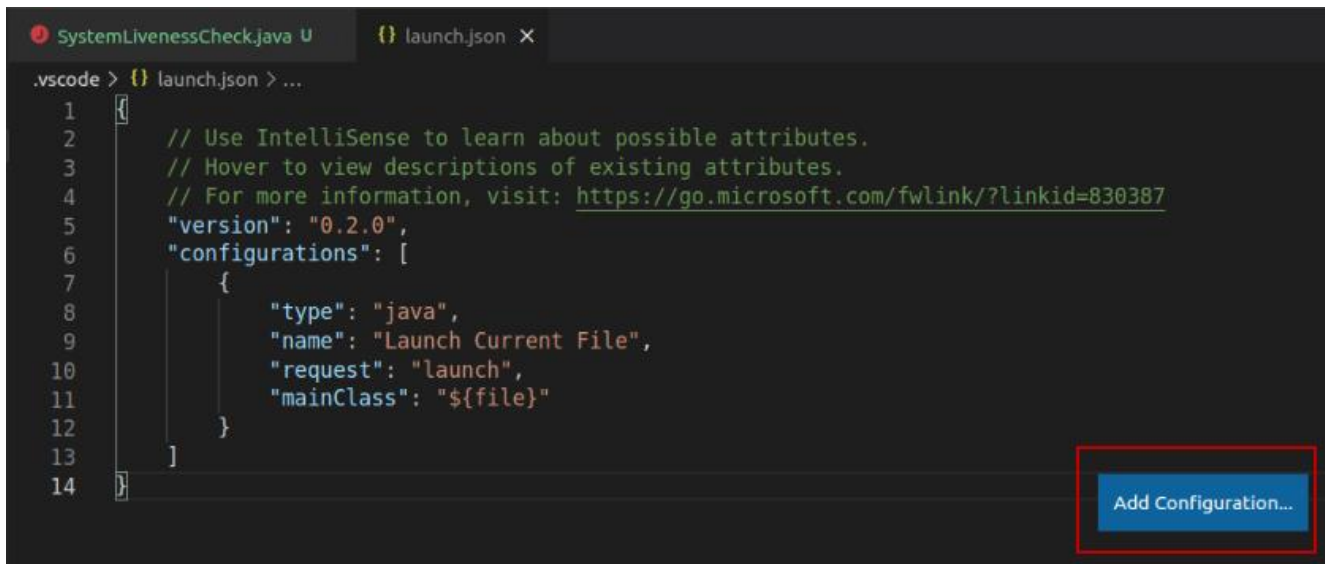 SystemLivenessCheck.java U {} launch.json ×
.vscode > {} launch.json > ...
1 {
2 // Use IntelliSense to learn about possible attributes.
3 // Hover to view descriptions of existing attributes.
4 // For more information, visit: https://go.microsoft.com/fwlink/?linkid=830387
5 "version": "0.2.0",
6 "configurations": [
7 {
8 "type": "java",
9 "name": "Launch Current File",
10 "request": "launch",
11 "mainClass": "${file}"
12 }
13 ]
14 }
Add Configuration...